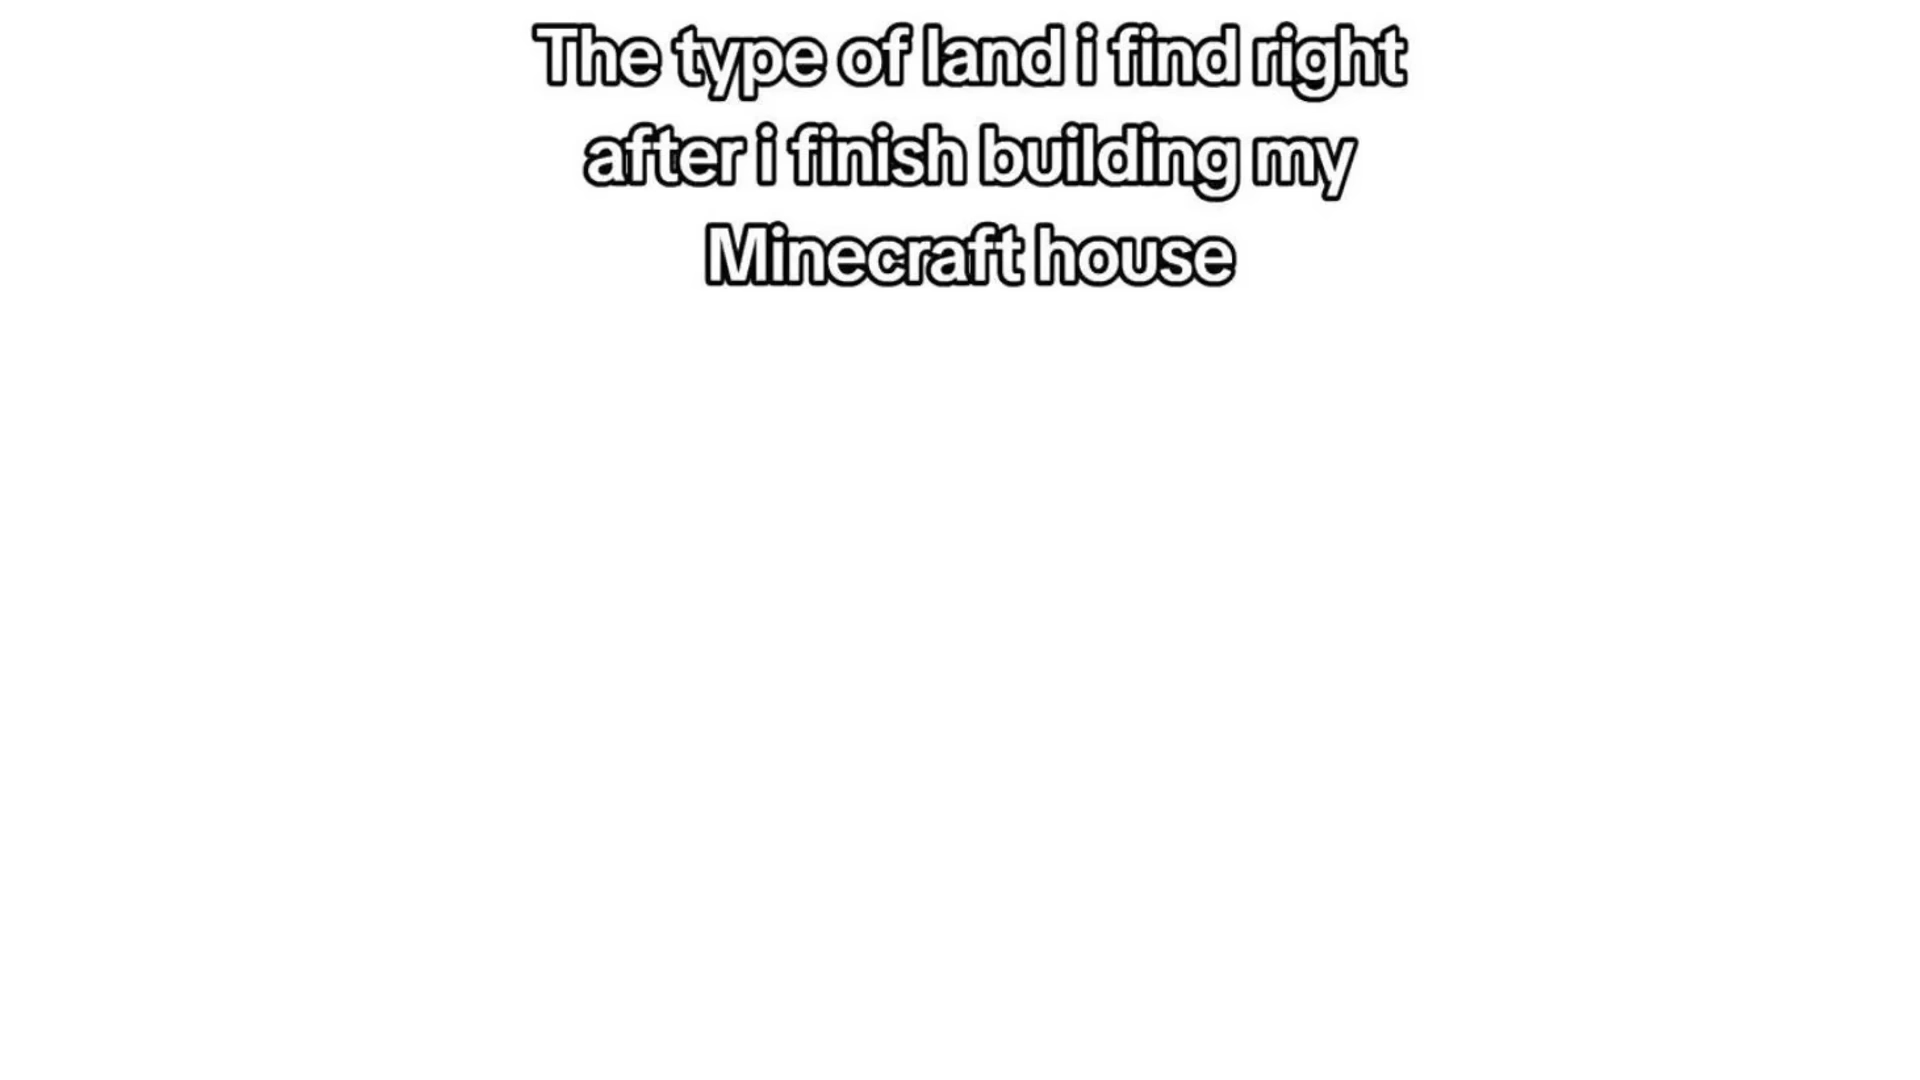 The type of land i find right
after i finish building my
Minecraft house